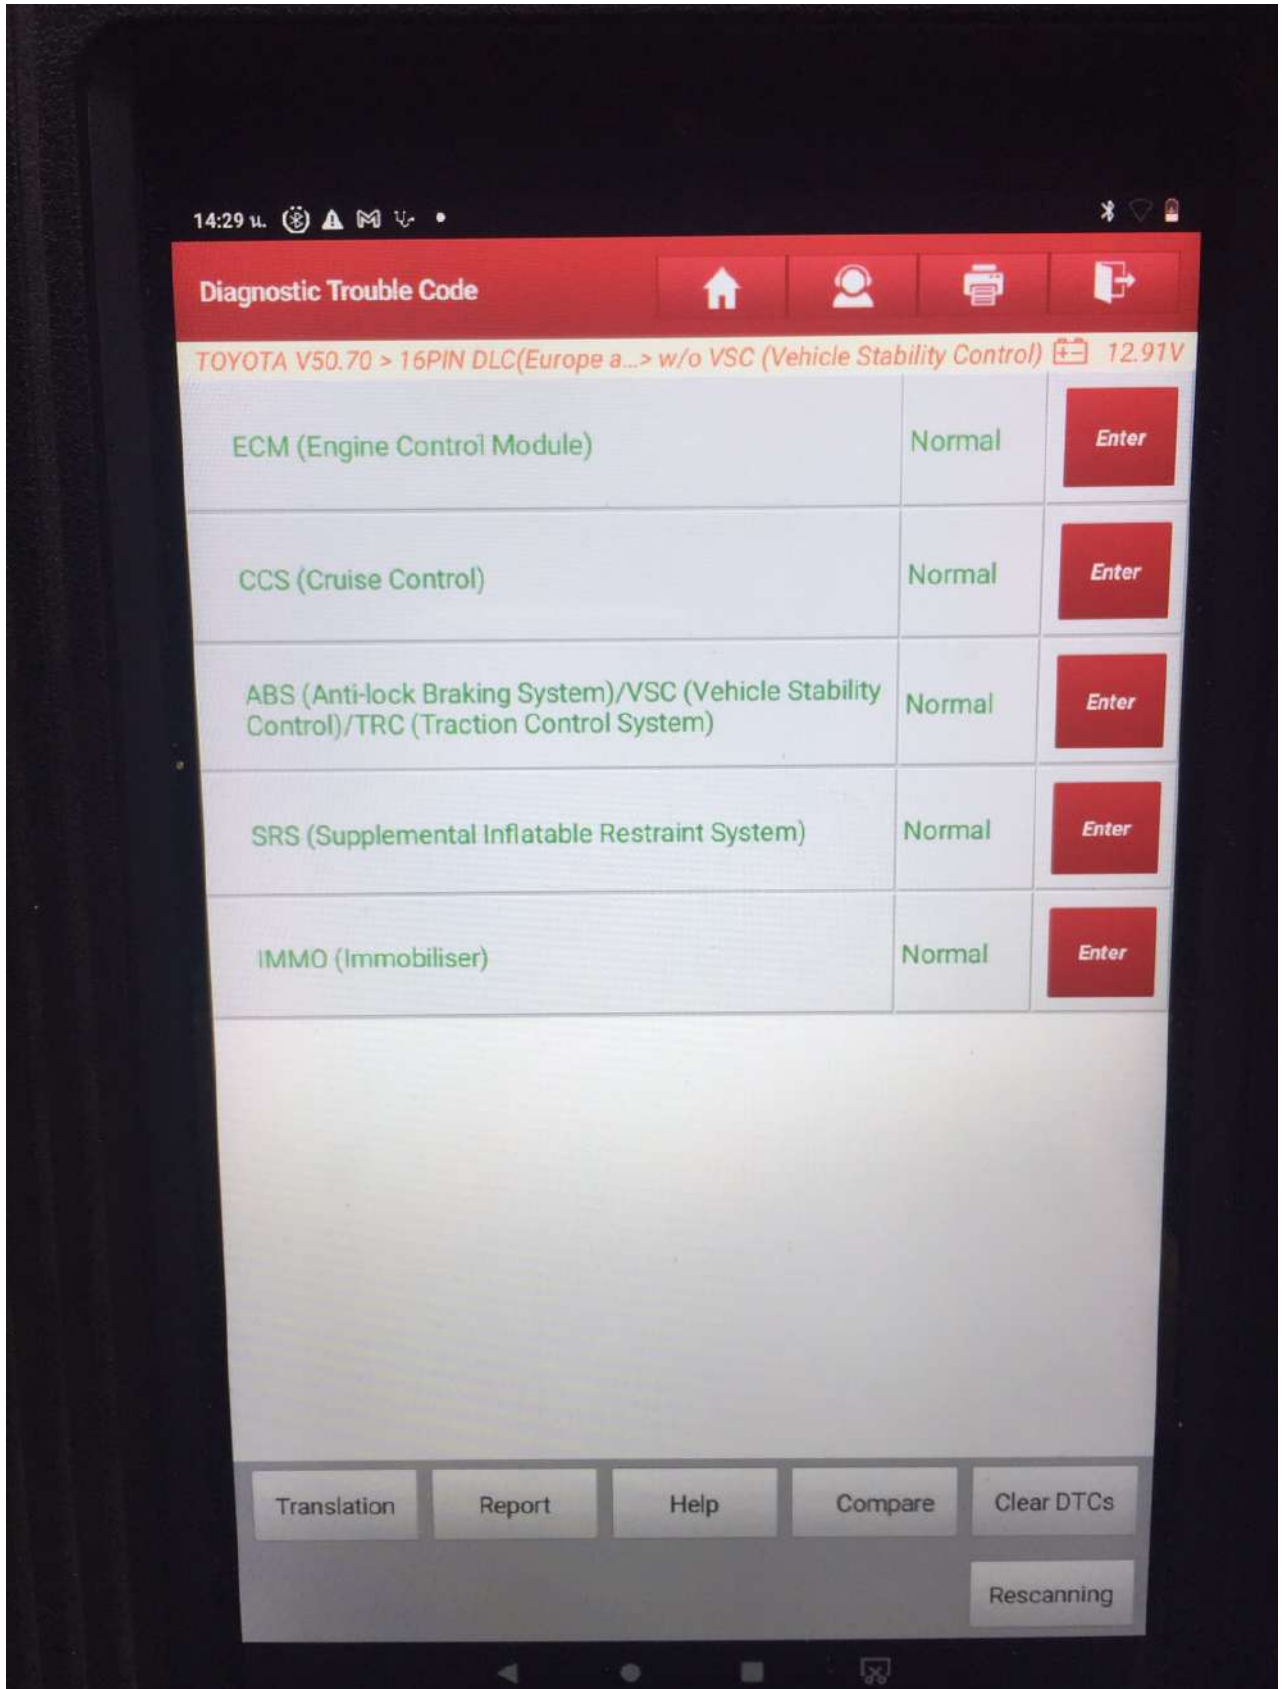 14:29 น.
Diagnostic Trouble Code
TOYOTA V50.70 > 16PIN DLC(Europe a...> w/o VSC (Vehicle Stability Control) 12.91V
ECM (Engine Control Module) Normal Enter
CCS (Cruise Control) Normal Enter
ABS (Anti-lock Braking System)/VSC (Vehicle Stability
Control)/TRC (Traction Control System) Normal Enter
SRS (Supplemental Inflatable Restraint System) Normal Enter
IMMO (Immobiliser) Normal Enter
Translation Report Help Compare Clear DTCs
Rescanning